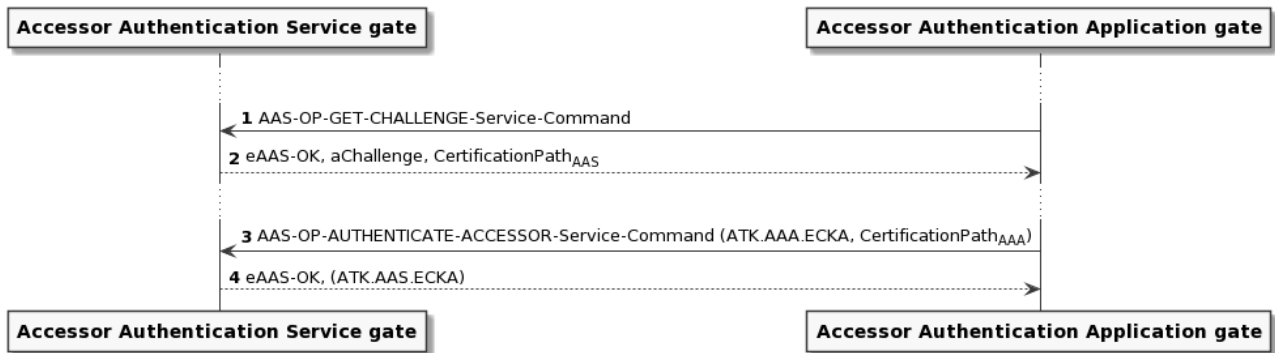 Accessor Authentication Service gate
Accessor Authentication Application gate
1 AAS-OP-GET-CHALLENGE-Service-Command
2 eAAS-OK, aChallenge, CertificationPathAAS
3 AAS-OP-AUTHENTICATE-ACCESSOR-Service-Command (ATK.AAA.ECKA, CertificationPathAAA)
4 eAAS-OK, (ATK.AAS.ECKA)
Accessor Authentication Service gate
Accessor Authentication Application gate